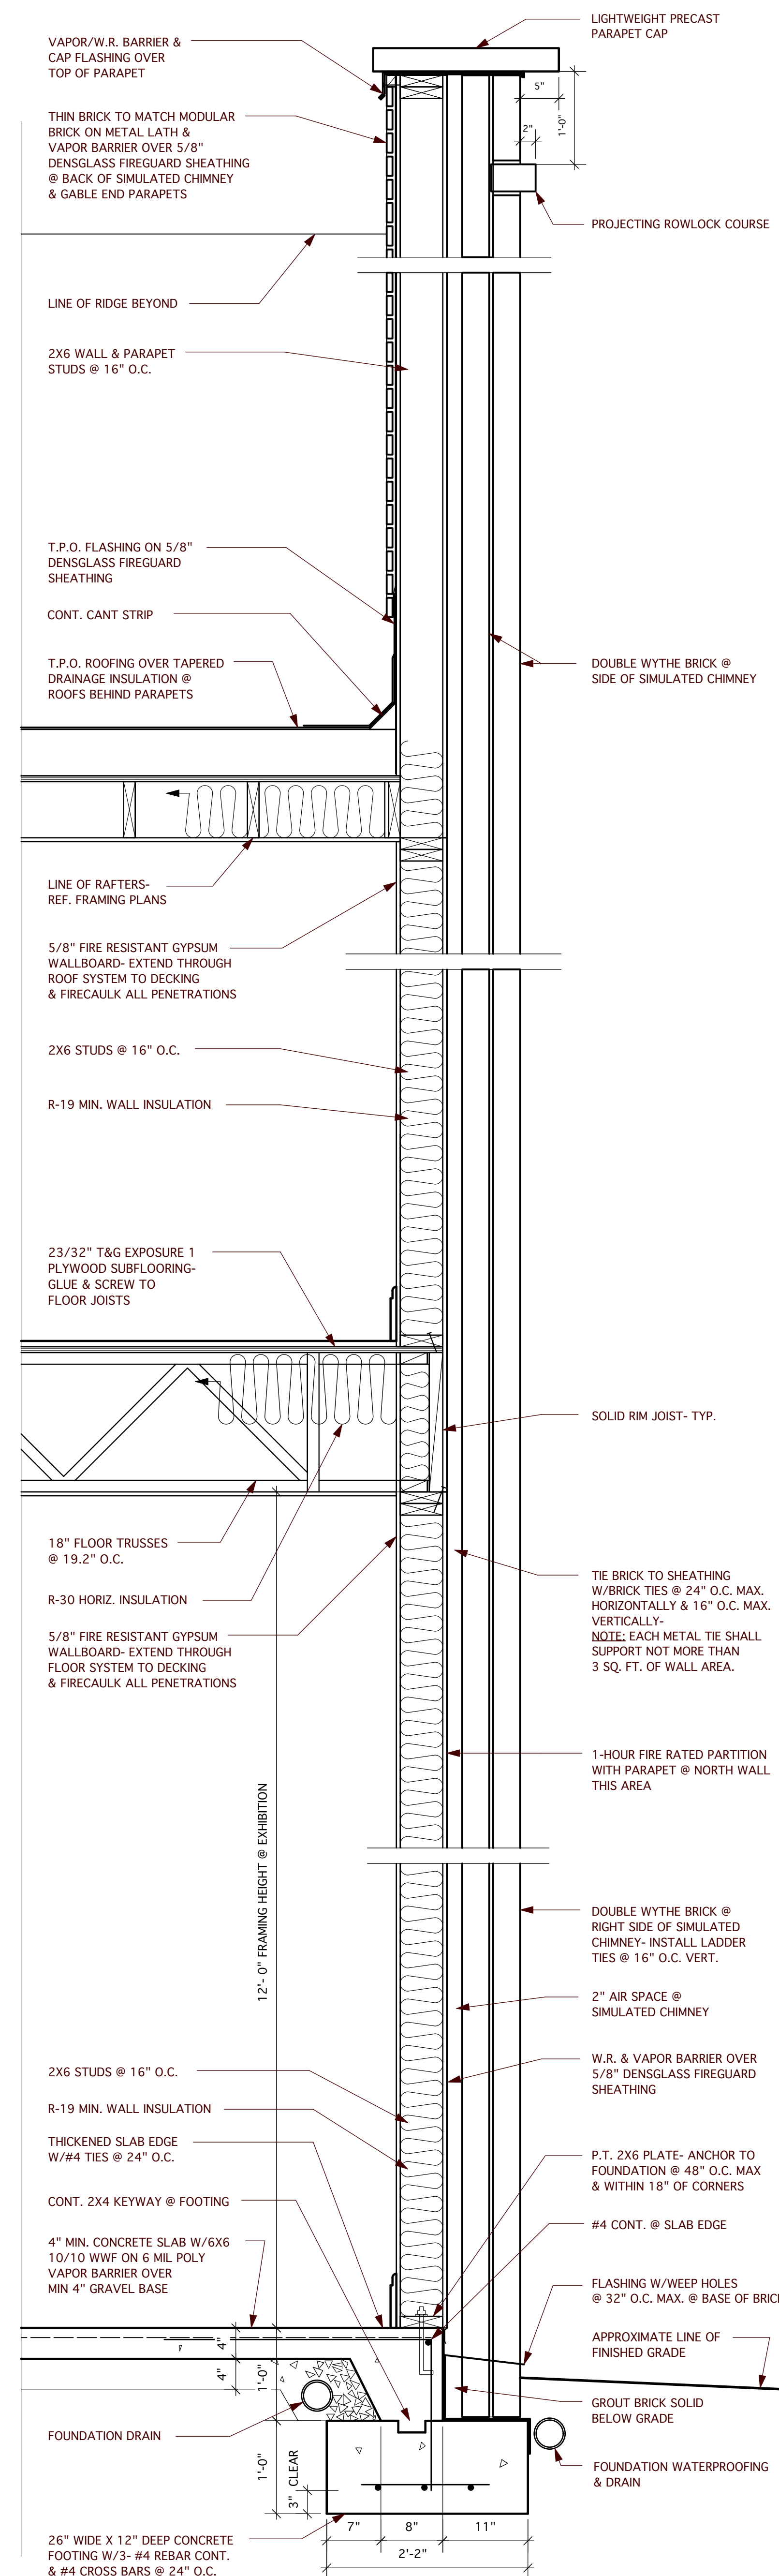 LIGHTWEIGHT PRECAST
PARAPET CAP
VAPOR/W.R. BARRIER &
CAP FLASHING OVER
TOP OF PARAPET
5"
1'-0"
2"
THIN BRICK TO MATCH MODULAR
BRICK ON METAL LATH &
VAPOR BARRIER OVER 5/8"
DENSGLASS FIREGUARD SHEATHING
@ BACK OF SIMULATED CHIMNEY
& GABLE END PARAPETS
PROJECTING ROWLOCK COURSE
LINE OF RIDGE BEYOND
2X6 WALL & PARAPET
STUDS @ 16" O.C.
T.P.O. FLASHING ON 5/8"
DENSGLASS FIREGUARD
SHEATHING
CONT. CANT STRIP
T.P.O. ROOFING OVER TAPERED
DRAINAGE INSULATION @
ROOFS BEHIND PARAPETS
DOUBLE WYTHE BRICK @
SIDE OF SIMULATED CHIMNEY
LINE OF RAFTERS-
REF. FRAMING PLANS
5/8" FIRE RESISTANT GYPSUM
WALLBOARD- EXTEND THROUGH
ROOF SYSTEM TO DECKING
& FIRECAULK ALL PENETRATIONS
2X6 STUDS @ 16" O.C.
R-19 MIN. WALL INSULATION
23/32" T&G EXPOSURE 1
PLYWOOD SUBFLOORING-
GLUE & SCREW TO
FLOOR JOISTS
SOLID RIM JOIST- TYP.
18" FLOOR TRUSSES
@ 19.2" O.C.
R-30 HORIZ. INSULATION
5/8" FIRE RESISTANT GYPSUM
WALLBOARD- EXTEND THROUGH
FLOOR SYSTEM TO DECKING
& FIRECAULK ALL PENETRATIONS
TIE BRICK TO SHEATHING
W/BRICK TIES @ 24" O.C. MAX.
HORIZONTALLY & 16" O.C. MAX.
VERTICALLY-
NOTE: EACH METAL TIE SHALL
SUPPORT NOT MORE THAN
3 SQ. FT. OF WALL AREA.
1-HOUR FIRE RATED PARTITION
WITH PARAPET @ NORTH WALL
THIS AREA
12'- 0" FRAMING HEIGHT @ EXHIBITION
DOUBLE WYTHE BRICK @
RIGHT SIDE OF SIMULATED
CHIMNEY- INSTALL LADDER
TIES @ 16" O.C. VERT.
2" AIR SPACE @
SIMULATED CHIMNEY
W.R. & VAPOR BARRIER OVER
5/8" DENSGLASS FIREGUARD
SHEATHING
2X6 STUDS @ 16" O.C.
R-19 MIN. WALL INSULATION
THICKENED SLAB EDGE
W/#4 TIES @ 24" O.C.
CONT. 2X4 KEYWAY @ FOOTING
4" MIN. CONCRETE SLAB W/6X6
10/10 WWF ON 6 MIL POLY
VAPOR BARRIER OVER
MIN 4" GRAVEL BASE
P.T. 2X6 PLATE- ANCHOR TO
FOUNDATION @ 48" O.C. MAX
& WITHIN 18" OF CORNERS
#4 CONT. @ SLAB EDGE
FLASHING W/WEEP HOLES
@ 32" O.C. MAX. @ BASE OF BRICK
APPROXIMATE LINE OF
FINISHED GRADE
4"
4"
1'-0"
GROUT BRICK SOLID
BELOW GRADE
FOUNDATION DRAIN
1'-0"
3" CLEAR
FOUNDATION WATERPROOFING
& DRAIN
7"
8"
11"
2'-2"
26" WIDE X 12" DEEP CONCRETE
FOOTING W/3- #4 REBAR CONT.
& #4 CROSS BARS @ 24" O.C.